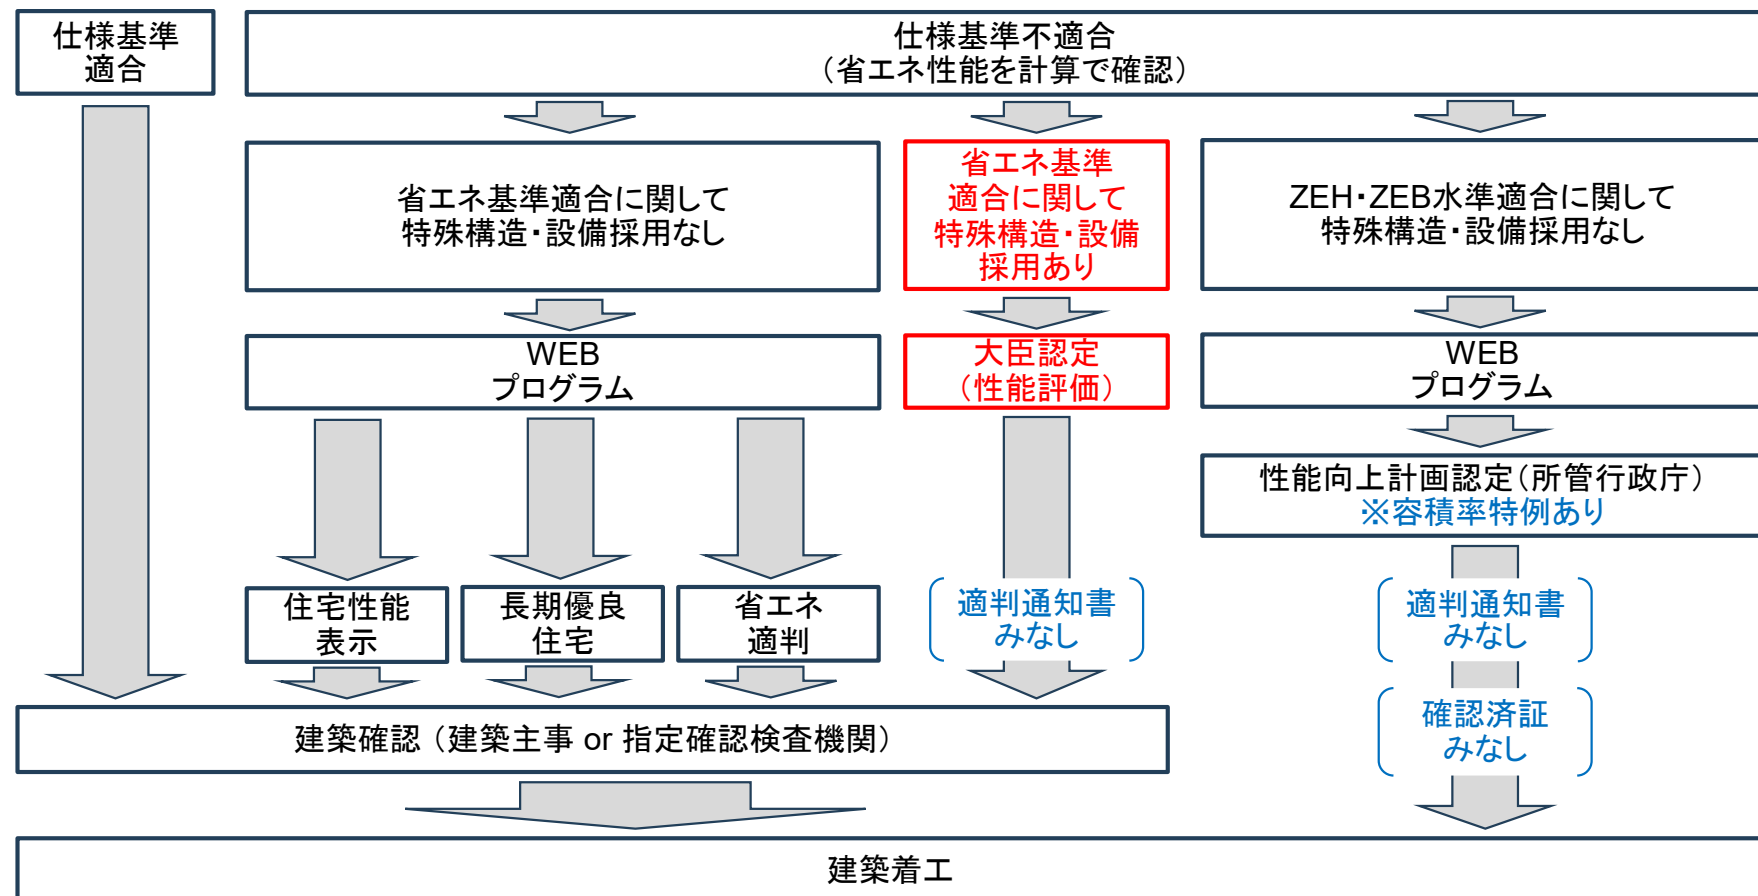 仕様基準
適合
仕様基準不適合
（省エネ性能を計算で確認）
省エネ基準適合に関して
特殊構造・設備採用なし
省エネ基準
適合に関して
特殊構造・設備
採用あり
ZEH・ZEB水準適合に関して
特殊構造・設備採用なし
WEB
プログラム
大臣認定
（性能評価）
WEB
プログラム
性能向上計画認定（所管行政庁）
※容積率特例あり
住宅性能
表示
長期優良
住宅
省エネ
適判
適判通知書
みなし
適判通知書
みなし
確認済証
みなし
建築確認（建築主事 or 指定確認検査機関）
建築着工